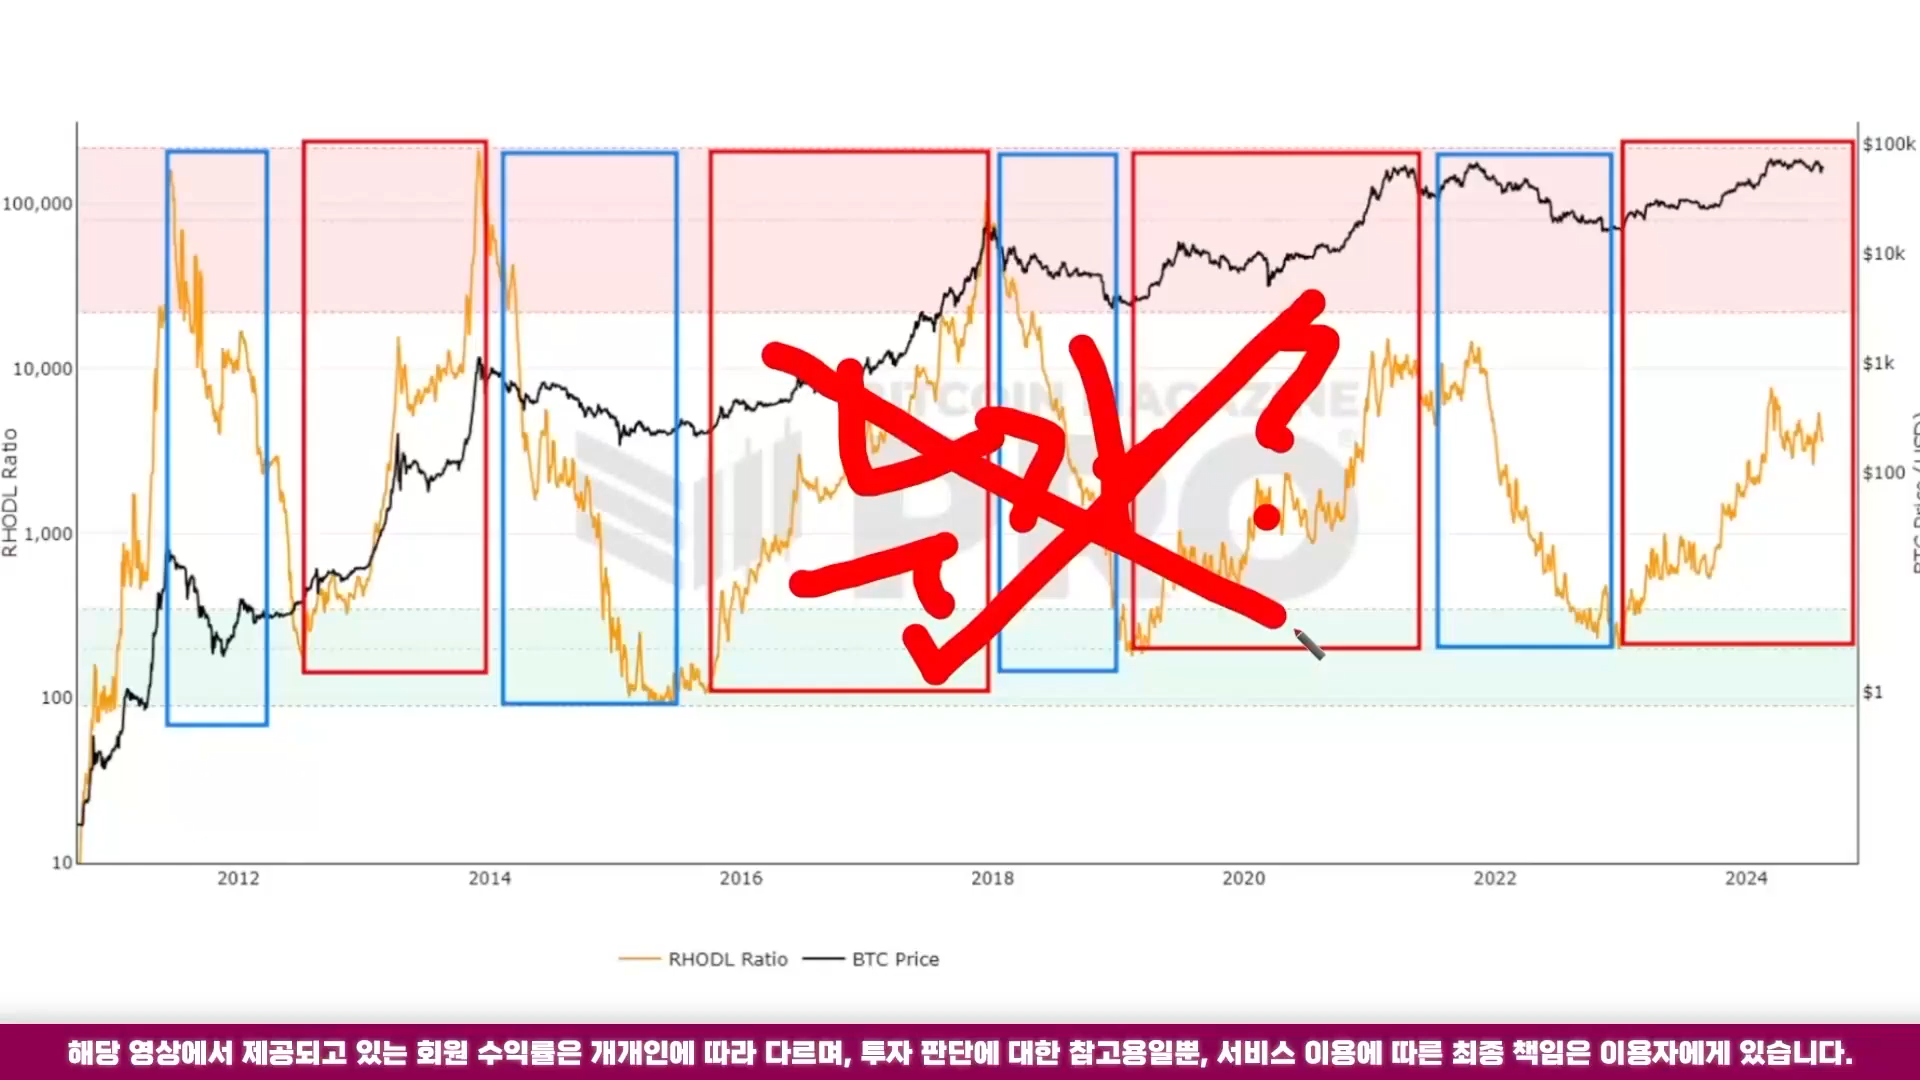 100,000
10,000
1,000
100
10
RHODL Ratio
$100k
$10k
$1k
$100
$1
BITCOIN MAGAZINE
PRO
2012 2014 2016 2018 2020 2022 2024
RHODL Ratio BTC Price
해당 영상에서 제공되고 있는 회원 수익률은 개개인에 따라 다르며, 투자 판단에 대한 참고용일뿐, 서비스 이용에 따른 최종 책임은 이용자에게 있습니다.